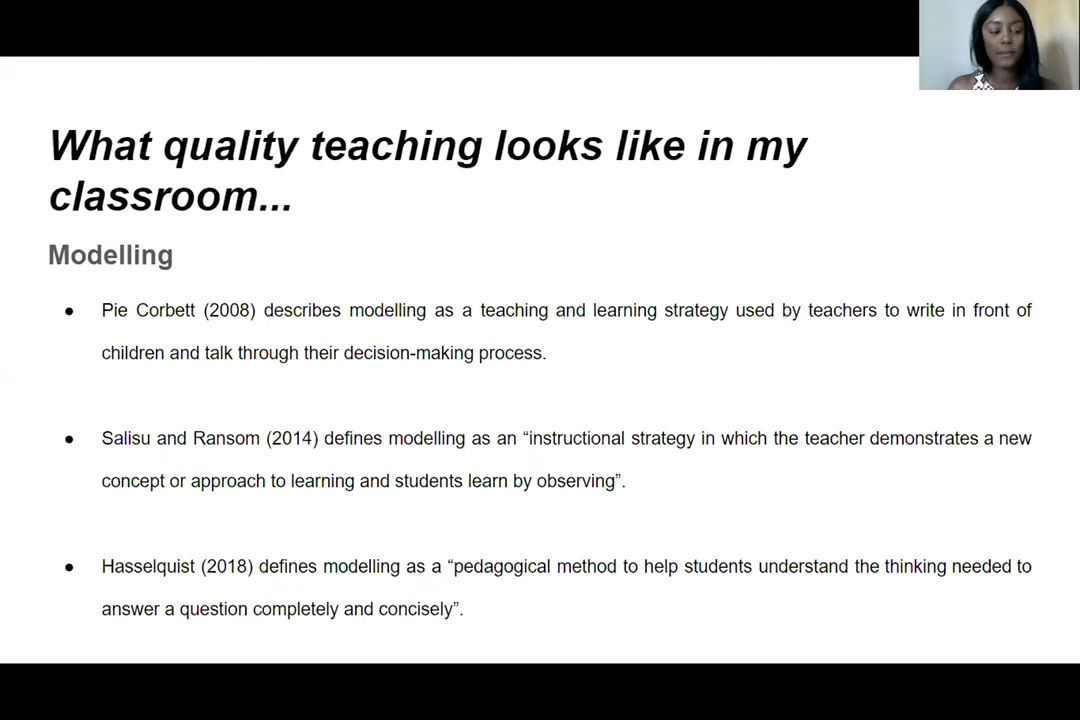 What quality teaching looks like in my
classroom...
Modelling
● Pie Corbett (2008) describes modelling as a teaching and learning strategy used by teachers to write in front of
children and talk through their decision-making process.
● Salisu and Ransom (2014) defines modelling as an “instructional strategy in which the teacher demonstrates a new
concept or approach to learning and students learn by observing”.
● Hasselquist (2018) defines modelling as a “pedagogical method to help students understand the thinking needed to
answer a question completely and concisely”.